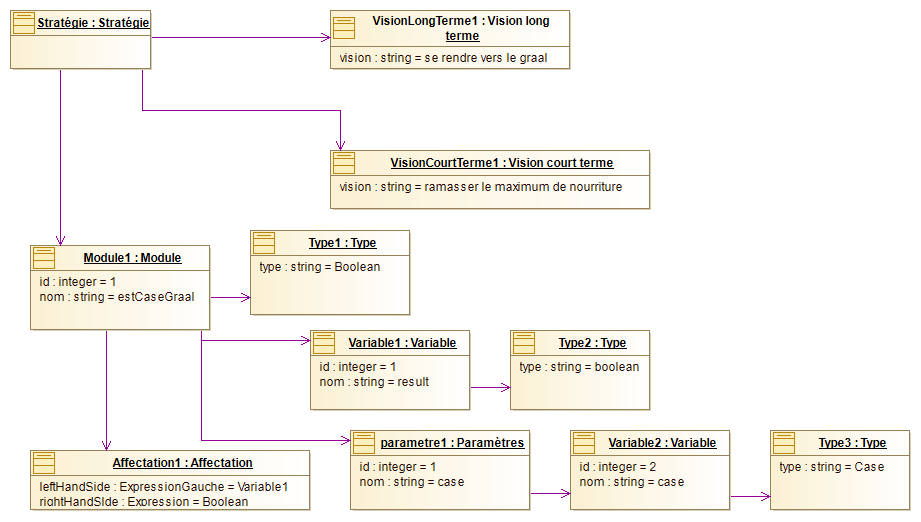 Stratégie : Stratégie
VisionLongTerme1 : Vision long
terme
vision : string = se rendre vers le graal
VisionCourtTerme1 : Vision court terme
vision : string = ramasser le maximum de nourriture
Module1 : Module
id : integer = 1
nom : string = estCaseGraal
Type1 : Type
type : string = Boolean
Variable1 : Variable
id : integer = 1
nom : string = result
Type2 : Type
type : string = boolean
Affectation1 : Affectation
leftHandSide : ExpressionGauche = Variable1
rightHandSIde : Expression = Boolean
parametre1 : Paramètres
id : integer = 1
nom : string = case
Variable2 : Variable
id : integer = 2
nom : string = case
Type3 : Type
type : string = Case